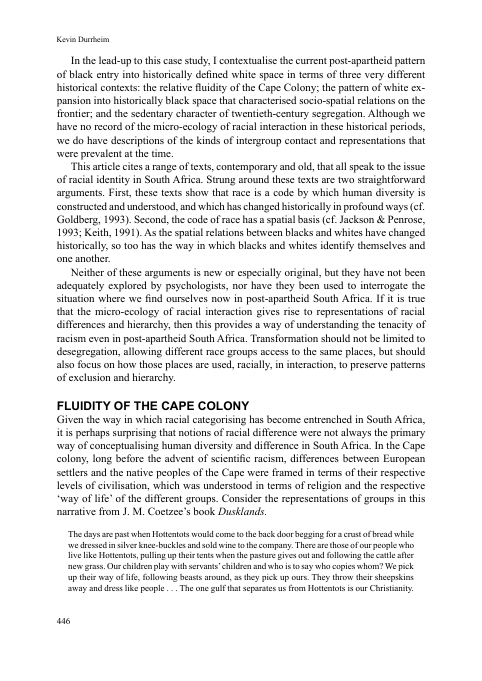 Kevin Durrheim
In the lead-up to this case study, I contextualise the current post-apartheid pattern
of black entry into historically defined white space in terms of three very different
historical contexts: the relative fluidity of the Cape Colony; the pattern of white ex-
pansion into historically black space that characterised socio-spatial relations on the
frontier; and the sedentary character of twentieth-century segregation. Although we
have no record of the micro-ecology of racial interaction in these historical periods,
we do have descriptions of the kinds of intergroup contact and representations that
were prevalent at the time.
This article cites a range of texts, contemporary and old, that all speak to the issue
of racial identity in South Africa. Strung around these texts are two straightforward
arguments. First, these texts show that race is a code by which human diversity is
constructed and understood, and which has changed historically in profound ways (cf.
Goldberg, 1993). Second, the code of race has a spatial basis (cf. Jackson & Penrose,
1993; Keith, 1991). As the spatial relations between blacks and whites have changed
historically, so too has the way in which blacks and whites identify themselves and
one another.
Neither of these arguments is new or especially original, but they have not been
adequately explored by psychologists, nor have they been used to interrogate the
situation where we find ourselves now in post-apartheid South Africa. If it is true
that the micro-ecology of racial interaction gives rise to representations of racial
differences and hierarchy, then this provides a way of understanding the tenacity of
racism even in post-apartheid South Africa. Transformation should not be limited to
desegregation, allowing different race groups access to the same places, but should
also focus on how those places are used, racially, in interaction, to preserve patterns
of exclusion and hierarchy.
FLUIDITY OF THE CAPE COLONY
Given the way in which racial categorising has become entrenched in South Africa,
it is perhaps surprising that notions of racial difference were not always the primary
way of conceptualising human diversity and difference in South Africa. In the Cape
colony, long before the advent of scientific racism, differences between European
settlers and the native peoples of the Cape were framed in terms of their respective
levels of civilisation, which was understood in terms of religion and the respective
‘way of life’ of the different groups. Consider the representations of groups in this
narrative from J. M. Coetzee’s book Dusklands.
The days are past when Hottentots would come to the back door begging for a crust of bread while
we dressed in silver knee-buckles and sold wine to the company. There are those of our people who
live like Hottentots, pulling up their tents when the pasture gives out and following the cattle after
new grass. Our children play with servants’ children and who is to say who copies whom? We pick
up their way of life, following beasts around, as they pick up ours. They throw their sheepskins
away and dress like people . . . The one gulf that separates us from Hottentots is our Christianity.
446